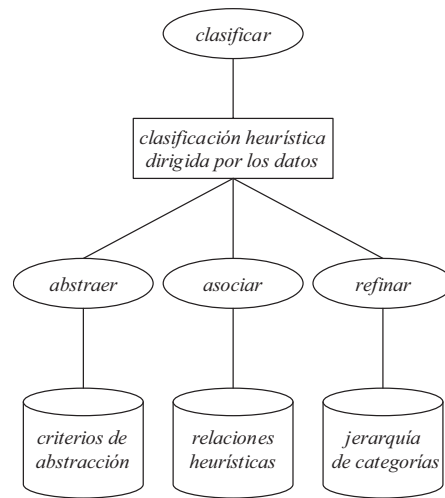 clasificar
clasificación heurística
dirigida por los datos
abstraer
asociar
refinar
criterios de
abstracción
relaciones
heurísticas
jerarquía
de categorías